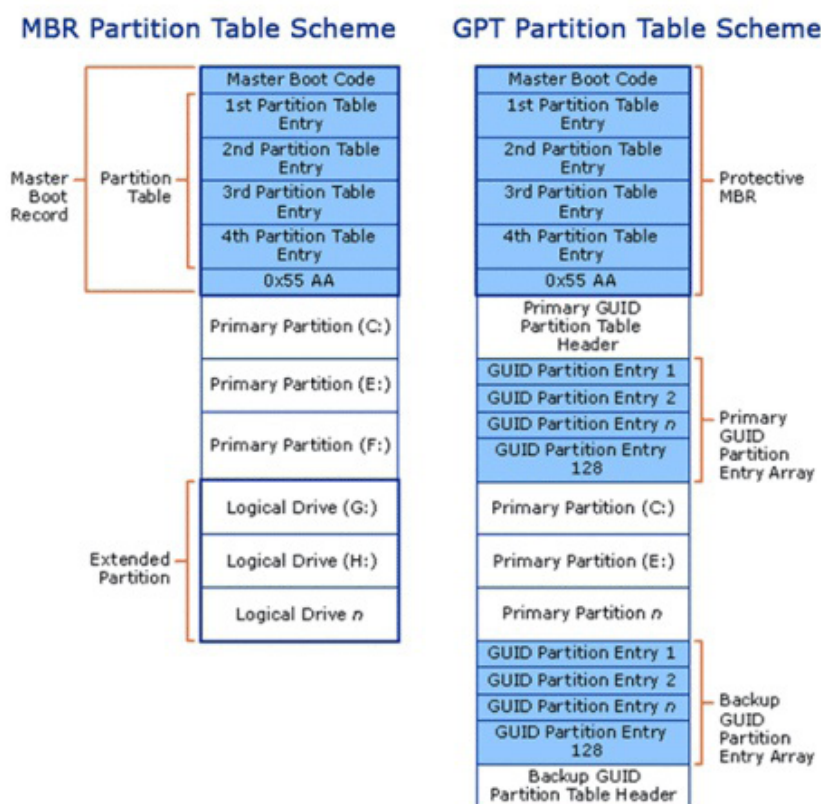 MBR Partition Table Scheme
Master Boot Code
1st Partition Table
Entry
2nd Partition Table
Entry
3rd Partition Table
Entry
4th Partition Table
Entry
0x55 AA
Master
Boot
Record
Partition
Table
Primary Partition (C:)
Primary Partition (E:)
Primary Partition (F:)
Logical Drive (G:)
Logical Drive (H:)
Logical Drive n
Extended
Partition
GPT Partition Table Scheme
Master Boot Code
1st Partition Table
Entry
2nd Partition Table
Entry
3rd Partition Table
Entry
4th Partition Table
Entry
0x55 AA
Protective
MBR
Primary GUID
Partition Table
Header
GUID Partition Entry 1
GUID Partition Entry 2
GUID Partition Entry n
GUID Partition Entry
128
Primary
GUID
Partition
Entry Array
Primary Partition (C:)
Primary Partition (E:)
Primary Partition n
GUID Partition Entry 1
GUID Partition Entry 2
GUID Partition Entry n
GUID Partition Entry
128
Backup
GUID
Partition
Entry Array
Backup GUID
Partition Table Header